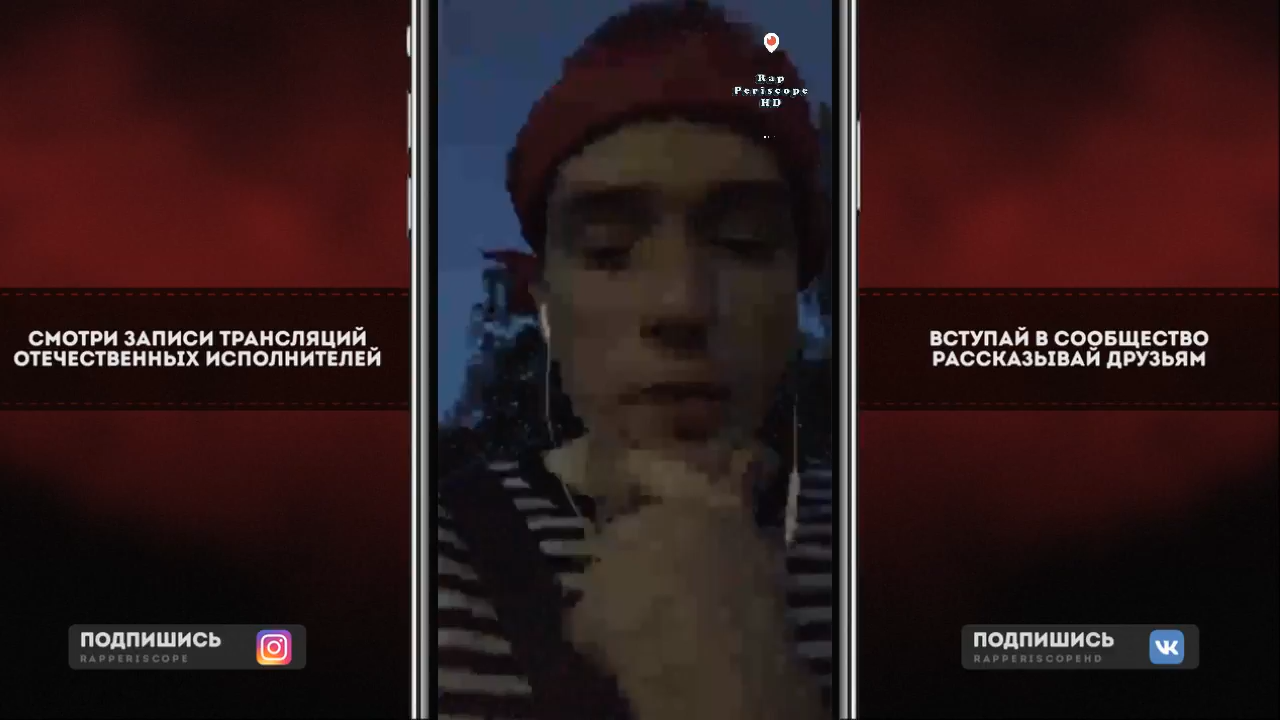 Rap
Periscope
HD
СМОТРИ ЗАПИСИ ТРАНСЛЯЦИЙ
ОТЕЧЕСТВЕННЫХ ИСПОЛНИТЕЛЕЙ
ВСТУПАЙ В СООБЩЕСТВО
РАССКАЗЫВАЙ ДРУЗЬЯМ
ПОДПИШИСЬ
RAPPERISCOPE
ПОДПИШИСЬ
RAPPERISCOPEHD